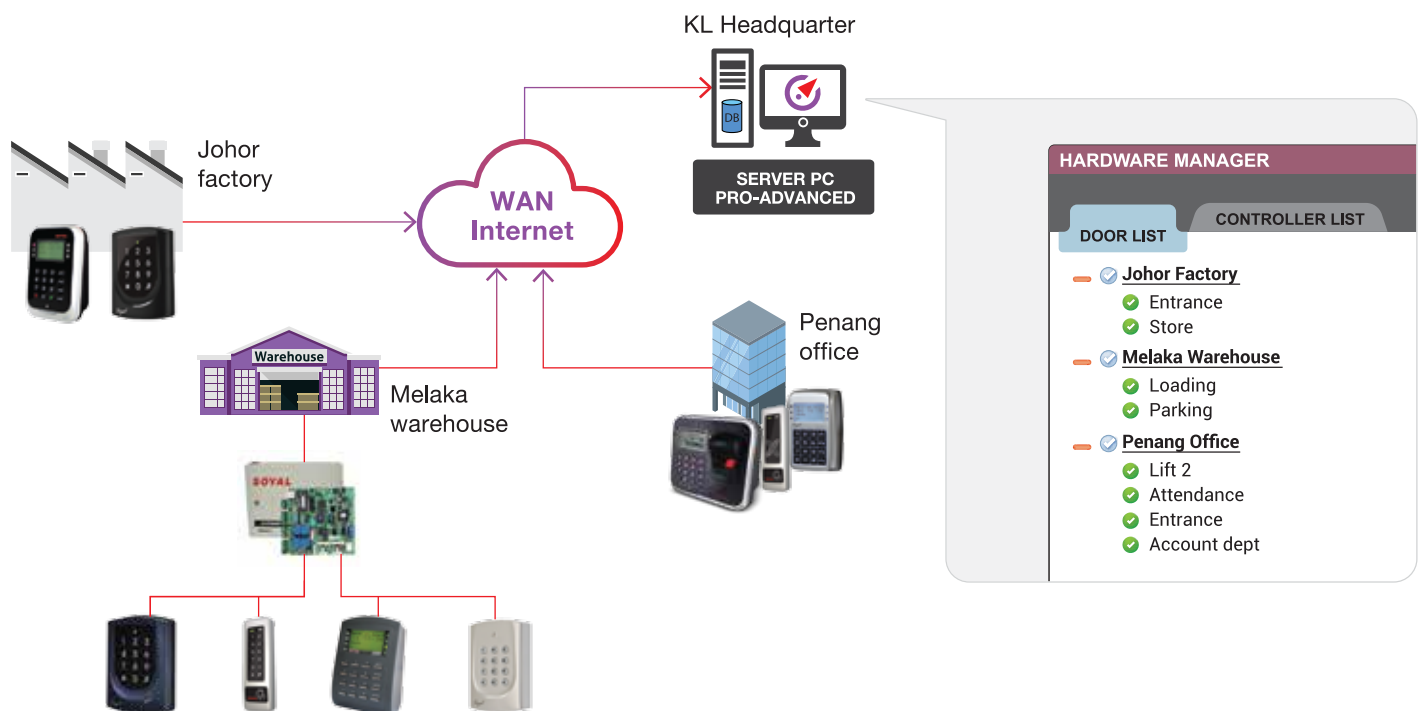 KL Headquarter
DB
SERVER PC
PRO-ADVANCED
Johor
factory
WAN
Internet
Warehouse
Melaka
warehouse
Penang
office
SOYAL
HARDWARE MANAGER
DOOR LIST
CONTROLLER LIST
Johor Factory
Entrance
Store
Melaka Warehouse
Loading
Parking
Penang Office
Lift 2
Attendance
Entrance
Account dept